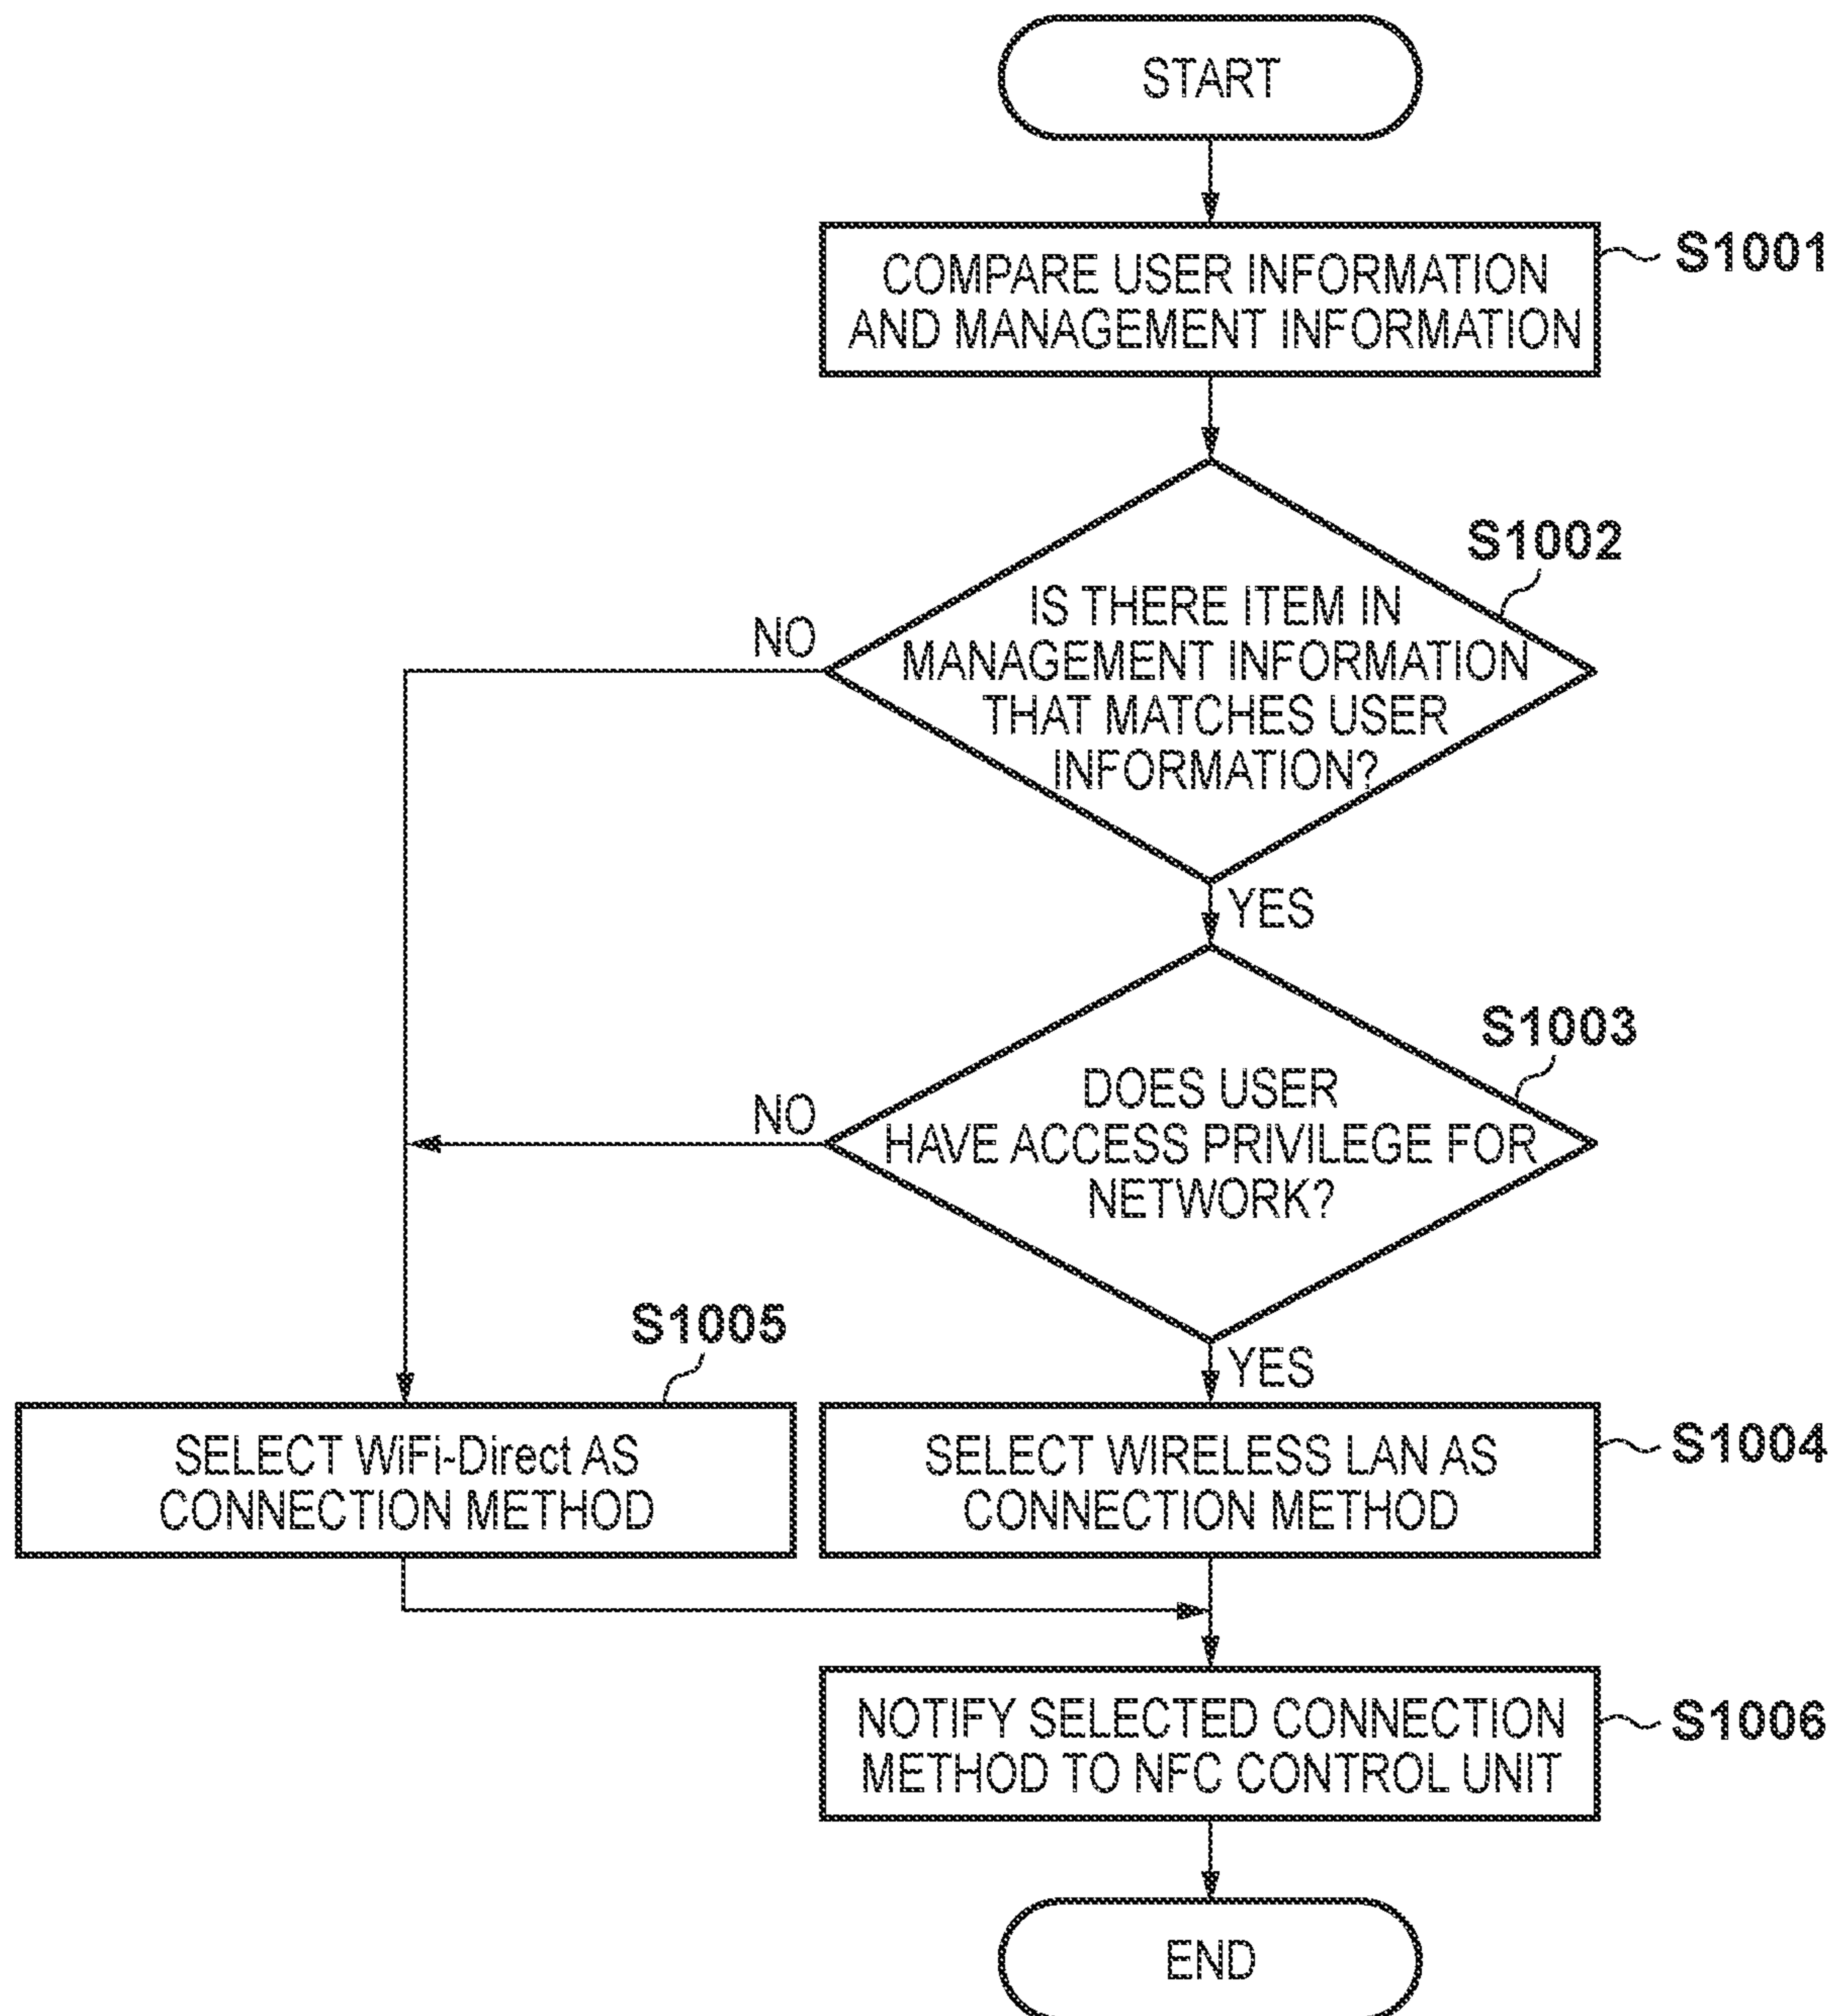 START
COMPARE USER INFORMATION
AND MANAGEMENT INFORMATION
S1001
S1002
IS THERE ITEM IN
MANAGEMENT INFORMATION
THAT MATCHES USER
INFORMATION?
NO
YES
S1003
DOES USER
HAVE ACCESS PRIVILEGE FOR
NETWORK?
NO
YES
S1005
SELECT WiFi-Direct AS
CONNECTION METHOD
SELECT WIRELESS LAN AS
CONNECTION METHOD
S1004
NOTIFY SELECTED CONNECTION
METHOD TO NFC CONTROL UNIT
S1006
END